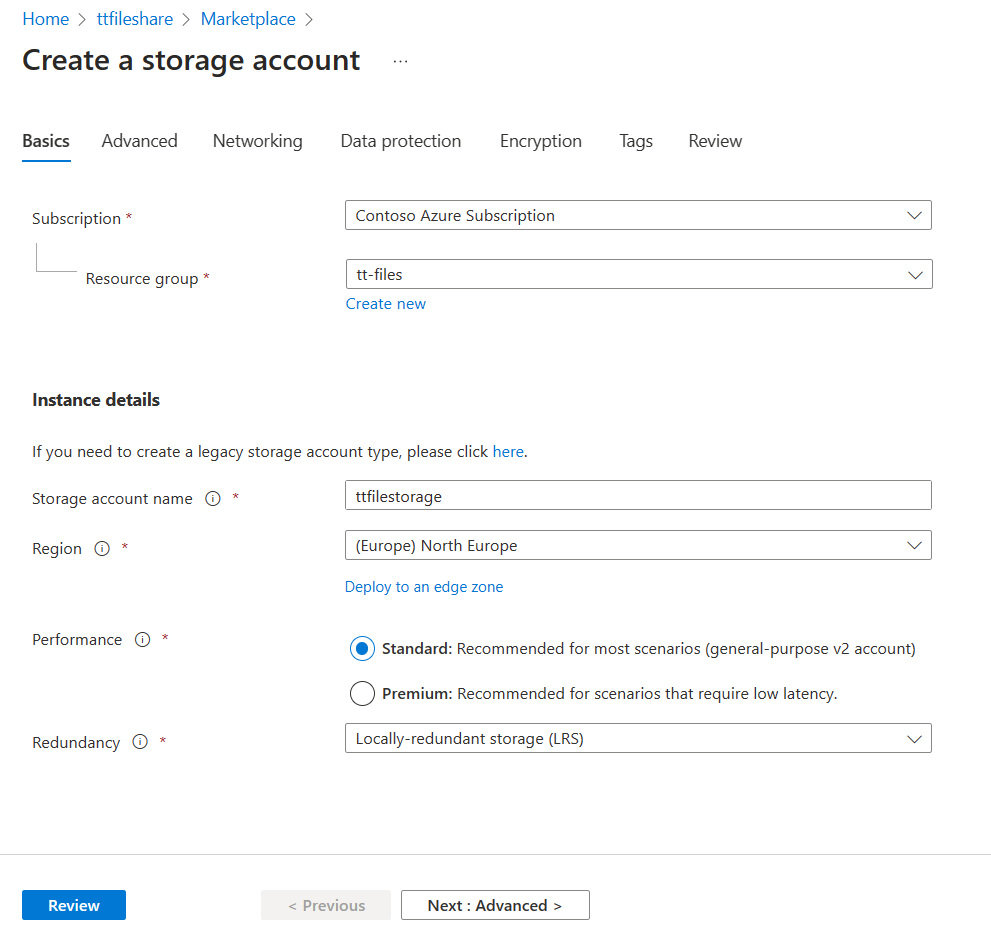 Home > ttfileshare > Marketplace >
Create a storage account ...
Basics Advanced Networking Data protection Encryption Tags Review
Subscription * Contoso Azure Subscription
Resource group * tt-files
Create new
Instance details
If you need to create a legacy storage account type, please click here.
Storage account name * ttfilestorage
Region * (Europe) North Europe
Deploy to an edge zone
Performance * Standard: Recommended for most scenarios (general-purpose v2 account)
Premium: Recommended for scenarios that require low latency.
Redundancy * Locally-redundant storage (LRS)
Review < Previous Next : Advanced >